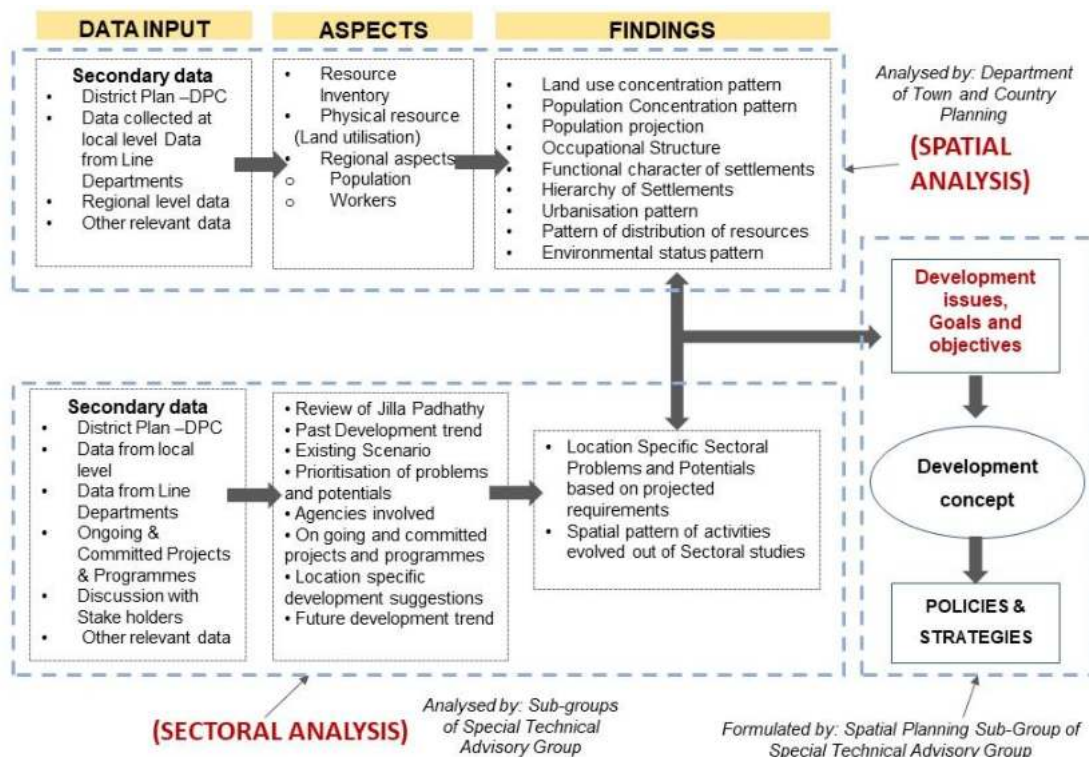 DATA INPUT
ASPECTS
FINDINGS
Secondary data
• District Plan –DPC
• Data collected at
local level Data
from Line
Departments
• Regional level data
• Other relevant data
• Resource
Inventory
• Physical resource
(Land utilisation)
• Regional aspects
o Population
o Workers
• Land use concentration pattern
• Population Concentration pattern
• Population projection
• Occupational Structure
• Functional character of settlements
• Hierarchy of Settlements
• Urbanisation pattern
• Pattern of distribution of resources
• Environmental status pattern
Analysed by: Department
of Town and Country
Planning
(SPATIAL
ANALYSIS)
Secondary data
• District Plan –DPC
• Data from local
level
• Data from Line
Departments
• Ongoing &
Committed Projects
& Programmes
• Discussion with
Stake holders
• Other relevant data
• Review of Jilla Padhathy
• Past Development trend
• Existing Scenario
• Prioritisation of problems
and potentials
• Agencies involved
• On going and committed
projects and programmes
• Location specific
development suggestions
• Future development trend
• Location Specific Sectoral
Problems and Potentials
based on projected
requirements
• Spatial pattern of activities
evolved out of Sectoral studies
Development
issues,
Goals and
objectives
Development
concept
POLICIES &
STRATEGIES
(SECTORAL ANALYSIS)
Analysed by: Sub-groups
of Special Technical
Advisory Group
Formulated by: Spatial Planning Sub-Group of
Special Technical Advisory Group